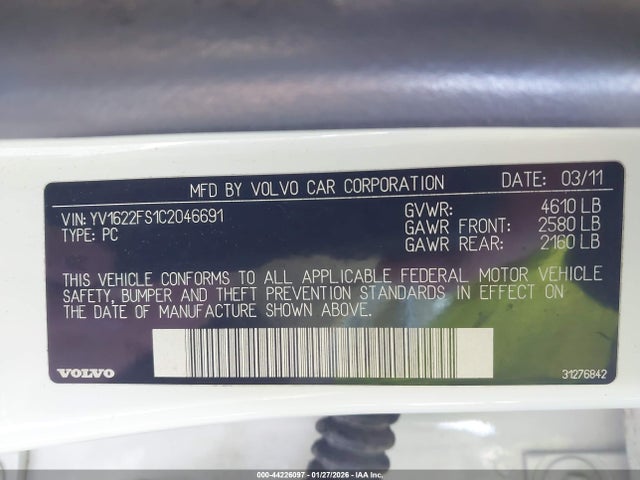 MFD BY VOLVO CAR CORPORATION DATE: 03/11
VIN: YV1622FS1C2046691 GVWR: 4610 LB
TYPE: PC GAWR FRONT: 2580 LB
GAWR REAR: 2160 LB
THIS VEHICLE CONFORMS TO ALL APPLICABLE FEDERAL MOTOR VEHICLE
SAFETY, BUMPER AND THEFT PREVENTION STANDARDS IN EFFECT ON
THE DATE OF MANUFACTURE SHOWN ABOVE.
VOLVO 31276842
000-44226097 - 01/27/2026 - © IAA, Inc.